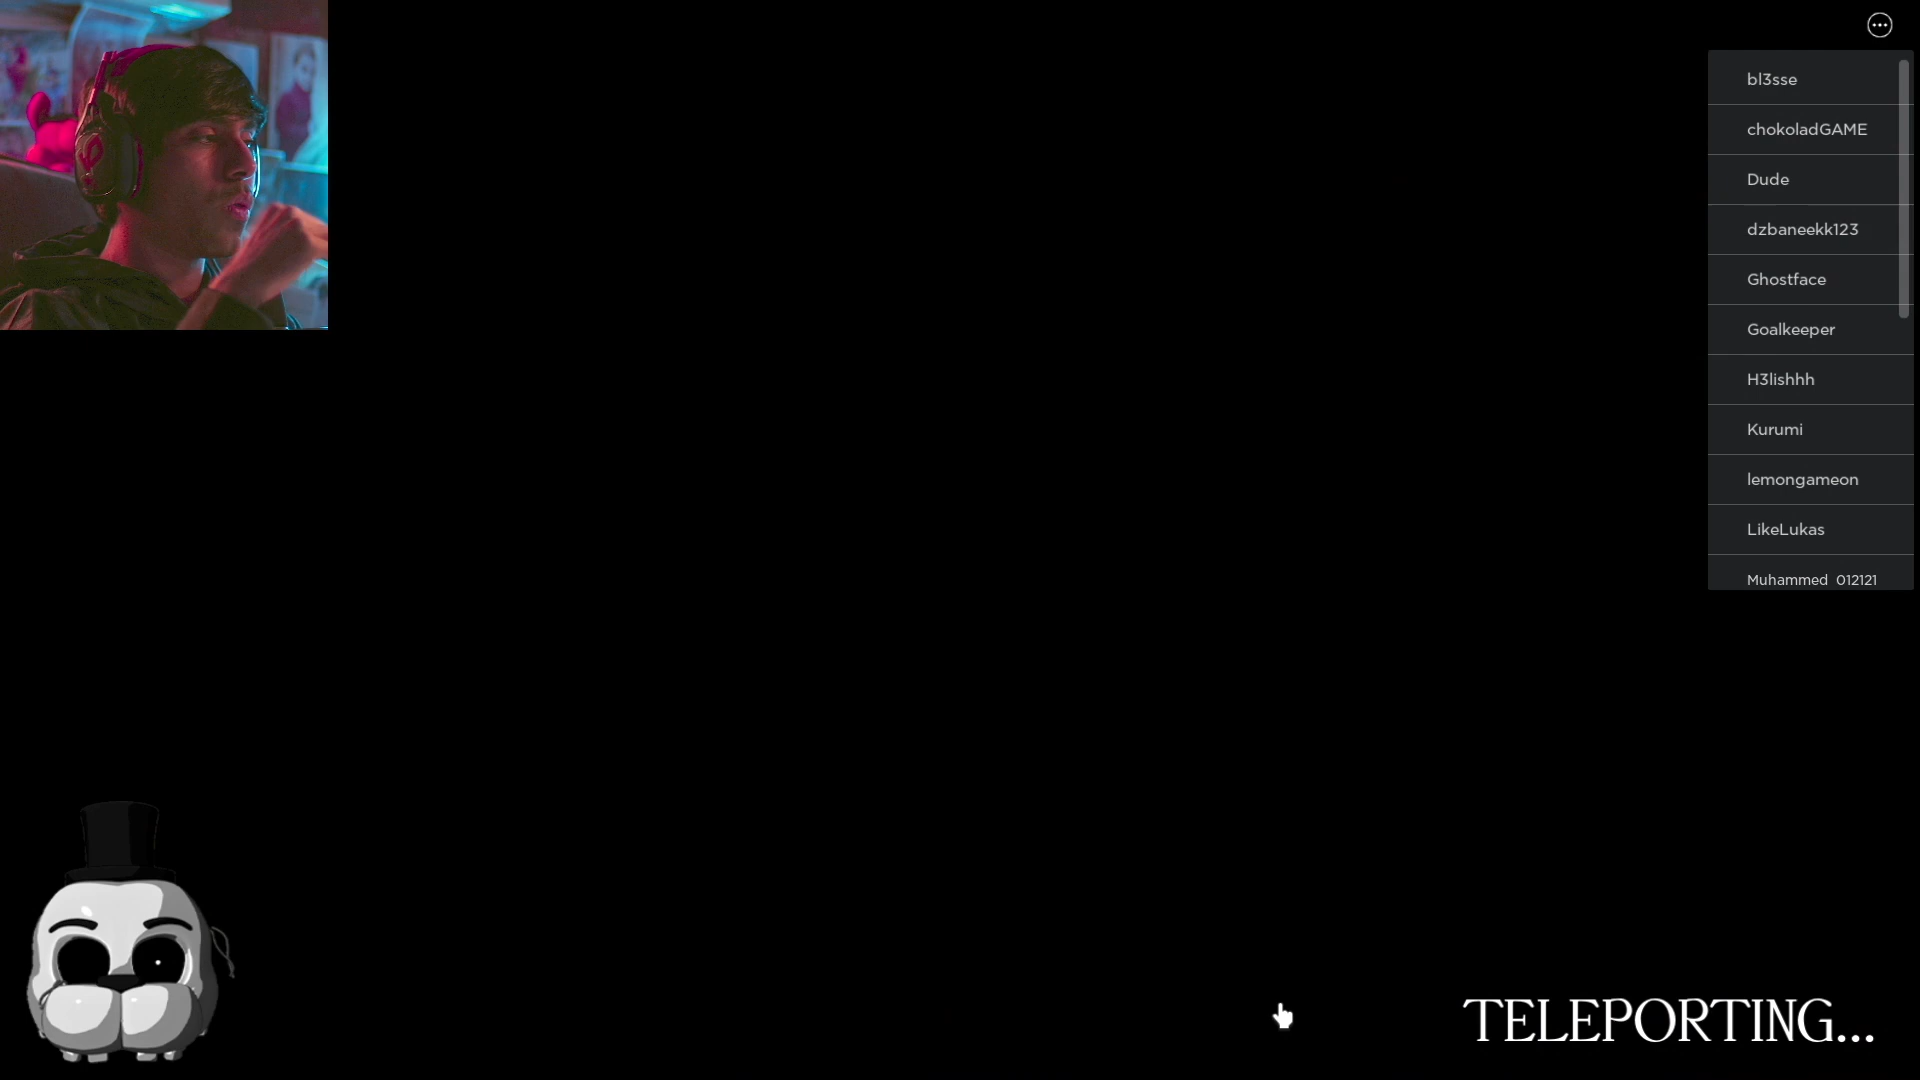 bl3sse
chokoladGAME
Dude
dzbaneekk123
Ghostface
Goalkeeper
H3lishhh
Kurumi
lemongameon
LikeLukas
Muhammed_012121
TELEPORTING...